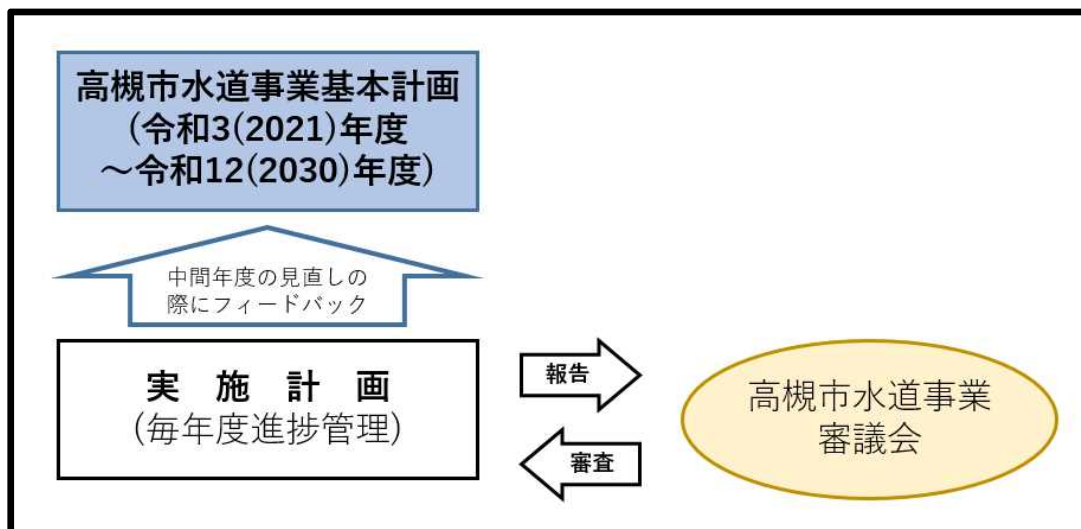 高槻市水道事業基本計画
(令和3(2021)年度
～令和12(2030)年度)
中間年度の見直しの
際にフィードバック
実　施　計　画
(毎年度進捗管理)
報告
審査
高槻市水道事業
審議会